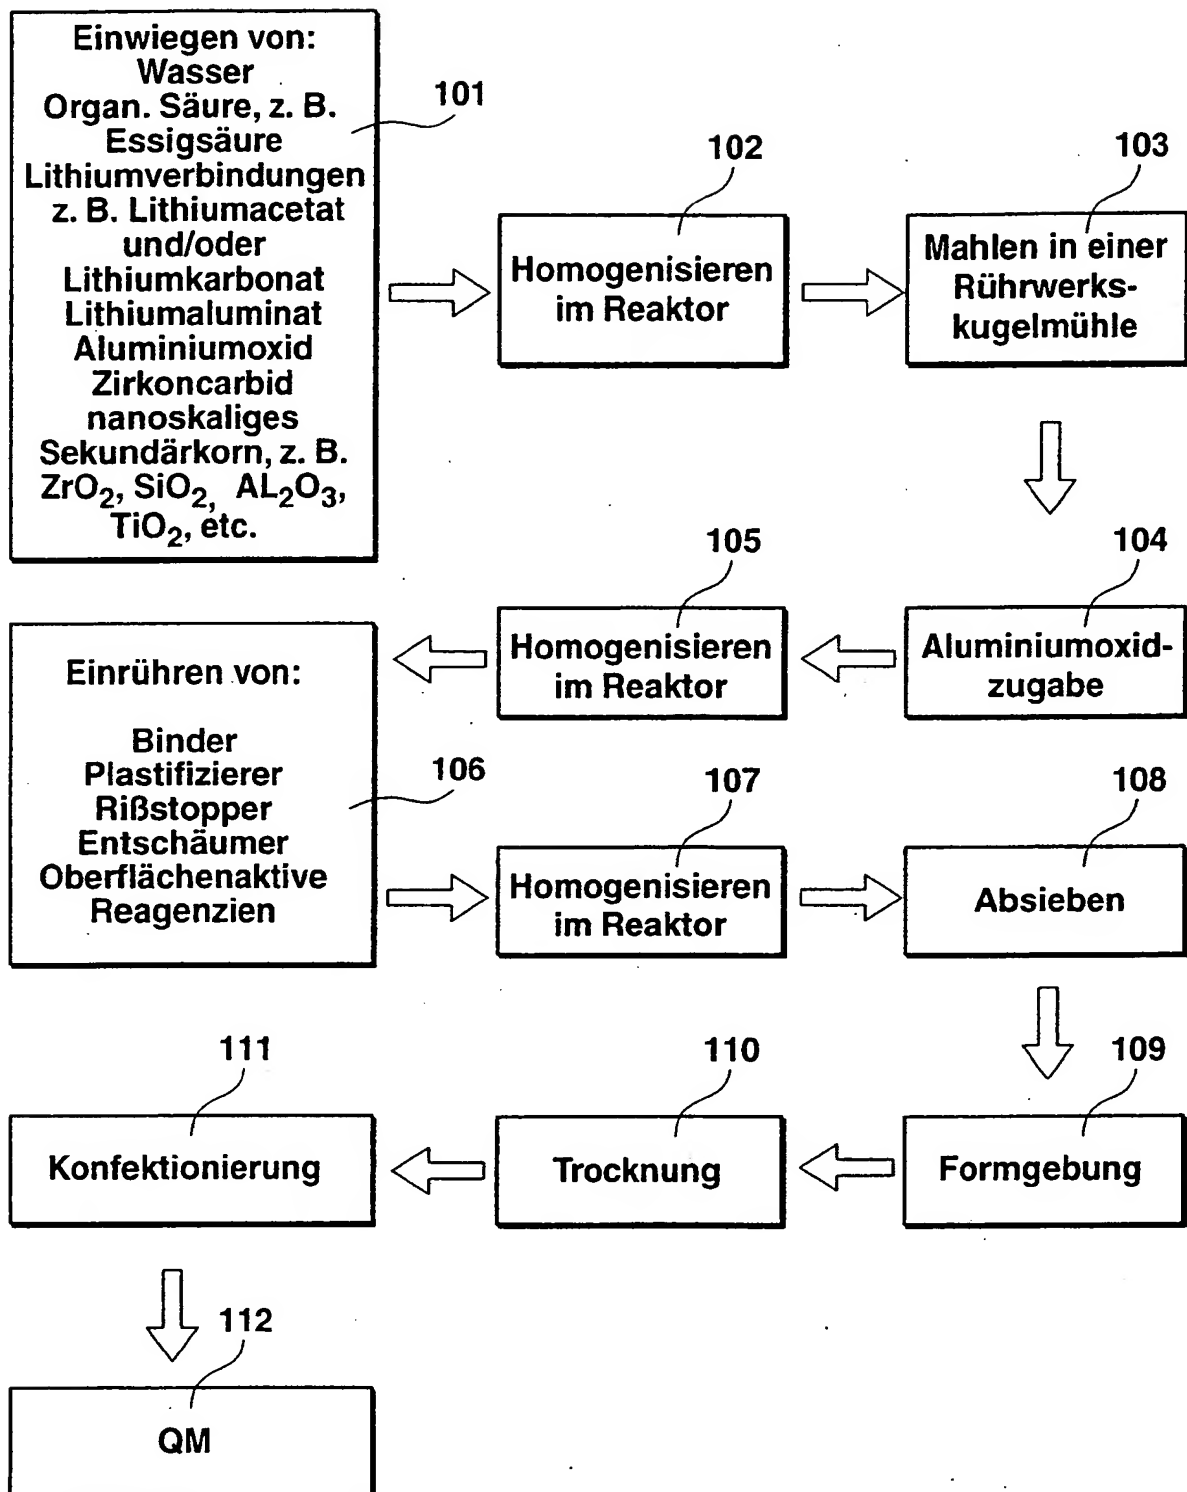 Einwiegen von:
Wasser
Organ. Säure, z. B.
Essigsäure
Lithiumverbindungen
z. B. Lithiumacetat
und/oder
Lithiumkarbonat
Lithiumaluminat
Aluminiumoxid
Zirkoncarbid
nanoskaliges
Sekundärkorn, z. B.
ZrO2, SiO2, AL2O3,
TiO2, etc.
101
102
Homogenisieren
im Reaktor
103
Mahlen in einer
Rührwerks-
kugelmühle
104
Aluminiumoxid-
zugabe
105
Homogenisieren
im Reaktor
Einrühren von:
Binder
Plastifizierer
Rißstopper
Entschäumer
Oberflächenaktive
Reagenzien
106
107
Homogenisieren
im Reaktor
108
Absieben
109
Formgebung
110
Trocknung
111
Konfektionierung
112
QM